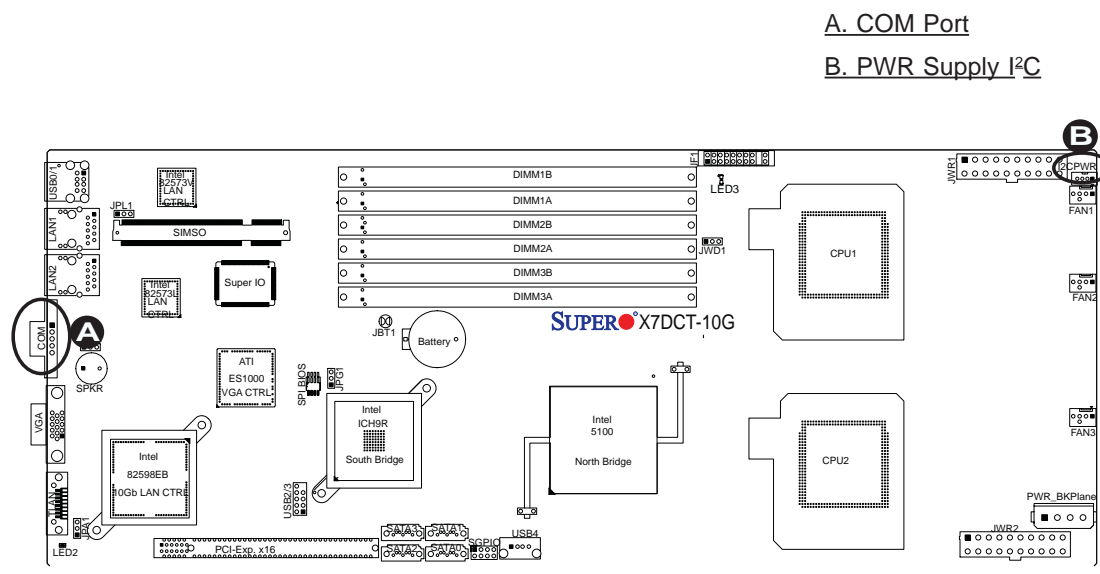 A. COM Port
B. PWR Supply I²C
B
USB0/1
Intel
82573V
LAN
CTRL
JPL1
LAN1
SIMSO
LAN2
Intel
82573L
LAN
CTRL
Super IO
COM
A
SPKR
VGA
ATI
ES1000
VGA CTRL
Intel
82598EB
10Gb LAN CTRL
JPA1
LED2
DIMM1B
DIMM1A
DIMM2B
DIMM2A
DIMM3B
DIMM3A
JF1
LED3
JWD1
JWR1
2CPWR
FAN1
CPU1
FAN2
SUPER X7DCT-10G
JBT1
Battery
SPI BIOS
JPG1
Intel
ICH9R
South Bridge
Intel
5100
North Bridge
CPU2
FAN3
USB2/3
PWR_BKPlane
JWR2
SATA3
SATA1
SATA2
SATA0
SGPIO
USB4
PCI-Exp. x16